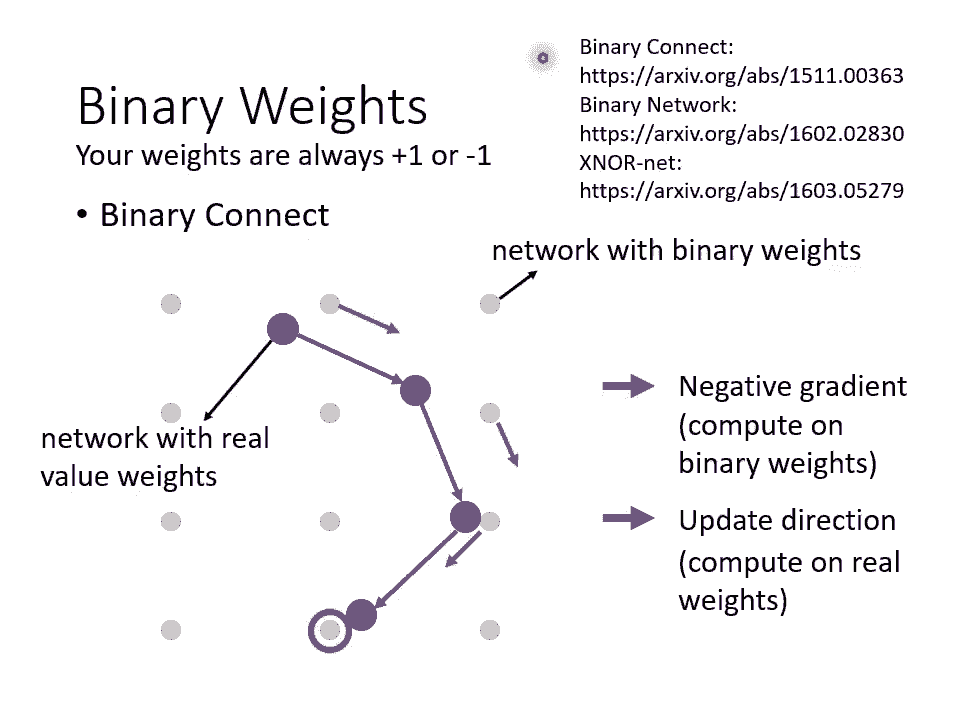 Binary Weights
Your weights are always +1 or -1
Binary Connect:
https://arxiv.org/abs/1511.00363
Binary Network:
https://arxiv.org/abs/1602.02830
XNOR-net:
https://arxiv.org/abs/1603.05279
• Binary Connect
network with binary weights
network with real
value weights
Negative gradient
(compute on
binary weights)
Update direction
(compute on real
weights)